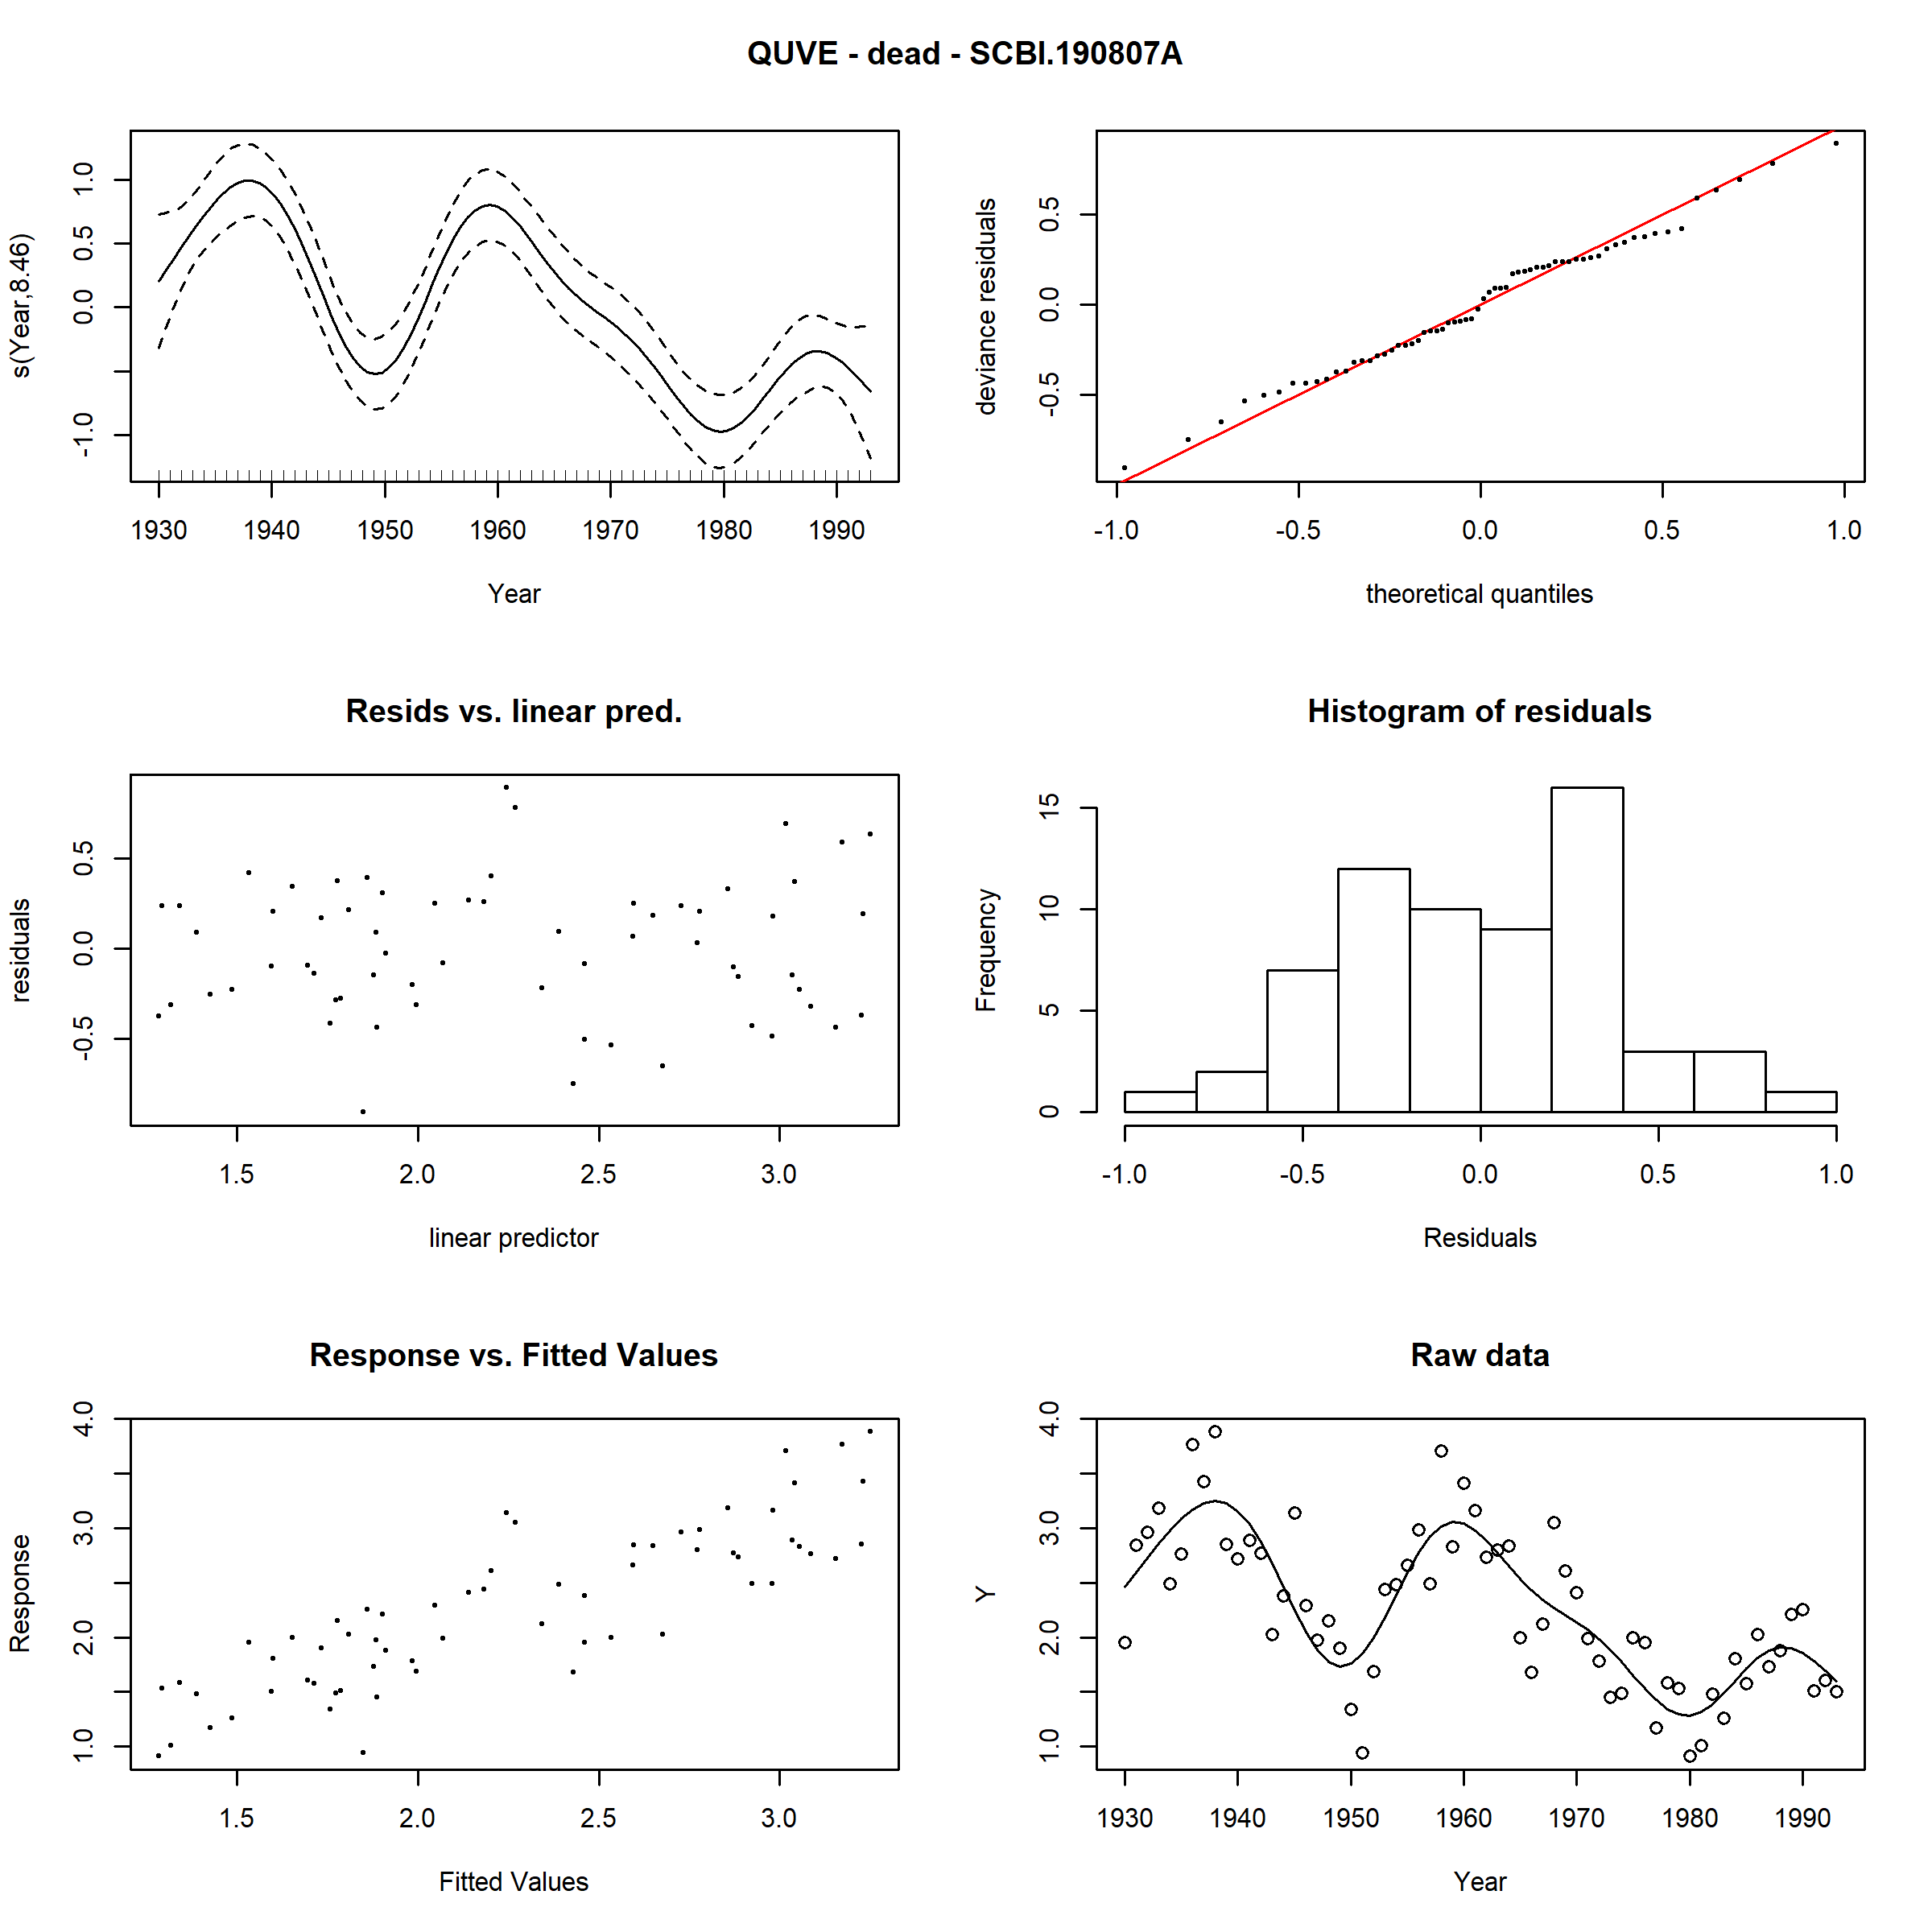 QUVE - dead - SCBI.190807A
s(Year,8.46)
1.0
0.5
0.0
-1.0
1930 1940 1950 1960 1970 1980 1990
Year
deviance residuals
0.5
0.0
-0.5
-1.0 -0.5 0.0 0.5 1.0
theoretical quantiles
Resids vs. linear pred.
residuals
0.5
0.0
-0.5
1.5 2.0 2.5 3.0
linear predictor
Histogram of residuals
Frequency
15
10
5
0
-1.0 -0.5 0.0 0.5 1.0
Residuals
Response vs. Fitted Values
Response
4.0
3.0
2.0
1.0
1.5 2.0 2.5 3.0
Fitted Values
Raw data
Y
4.0
3.0
2.0
1.0
1930 1940 1950 1960 1970 1980 1990
Year